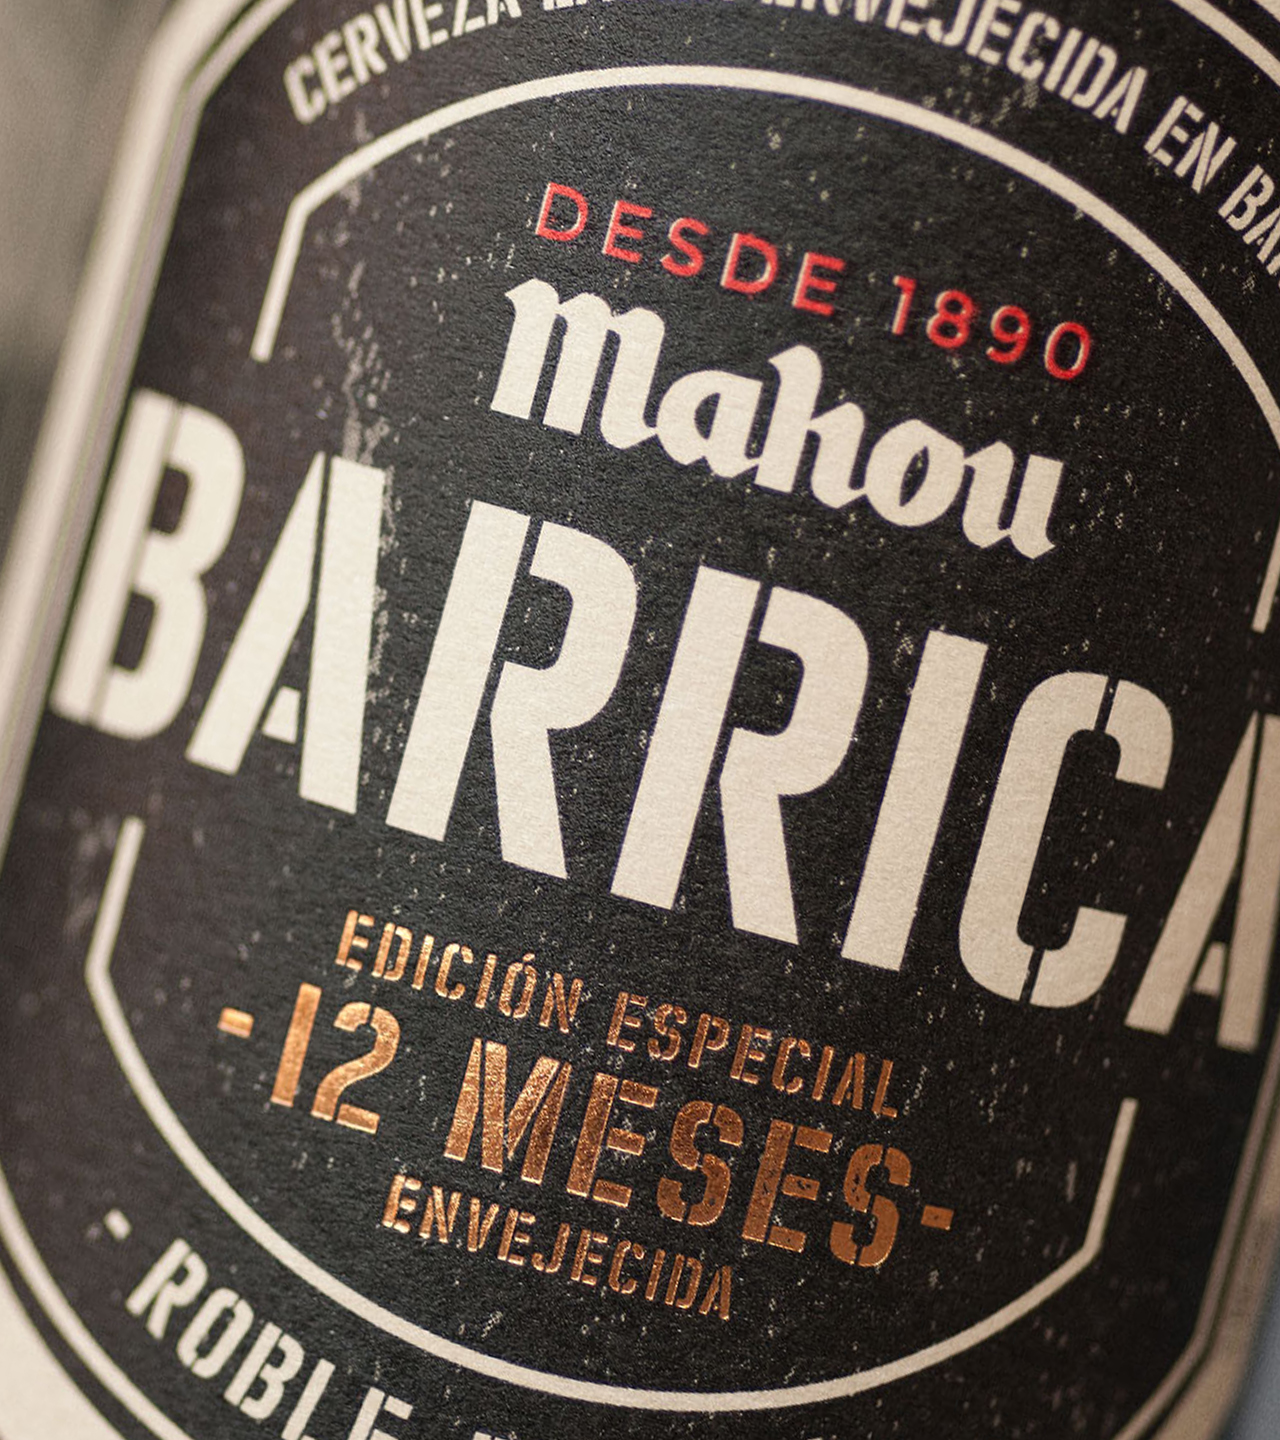 CERVEZA ENVEJECIDA EN
DESDE 1890
mahou
BARRICA
EDICIÓN ESPECIAL
-12 MESES-
ENVEJECIDA
- ROBLE